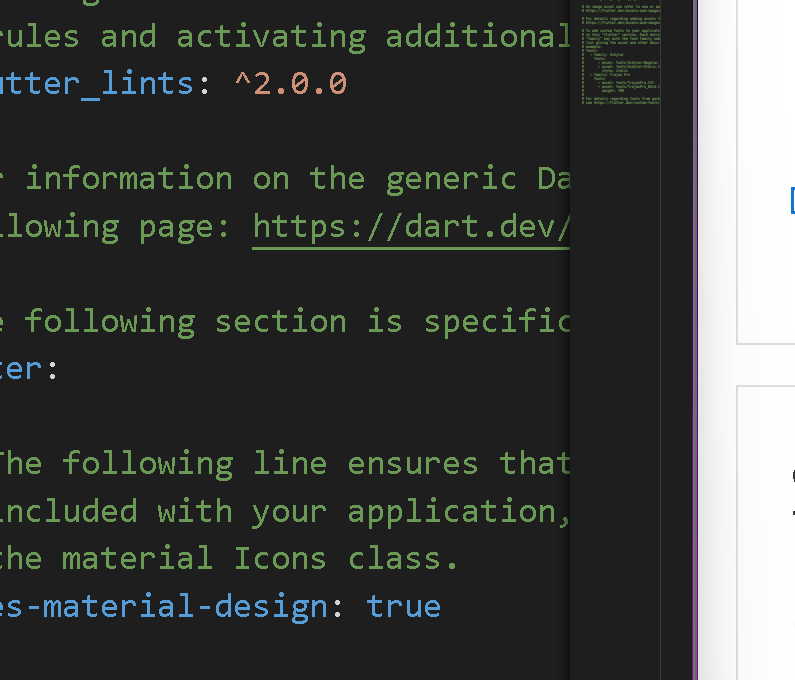 rules and activating additional
utter_lints: ^2.0.0
r information on the generic Da
llowing page: https://dart.dev/
e following section is specific
ter:
The following line ensures that
included with your application,
the material Icons class.
es-material-design: true